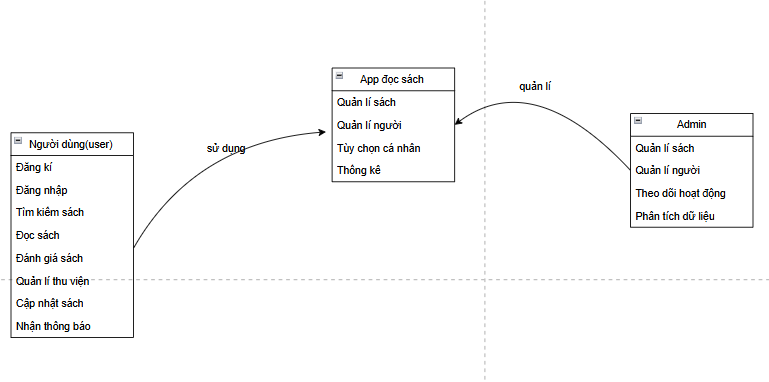 App đọc sách
Quản lí sách
Quản lí người
Tùy chọn cá nhân
Thống kê
quản lí
Admin
Quản lí sách
Quản lí người
Theo dõi hoạt động
Phân tích dữ liệu
sử dụng
Người dùng(user)
Đăng kí
Đăng nhập
Tìm kiếm sách
Đọc sách
Đánh giá sách
Quản lí thu viện
Cập nhật sách
Nhận thông báo